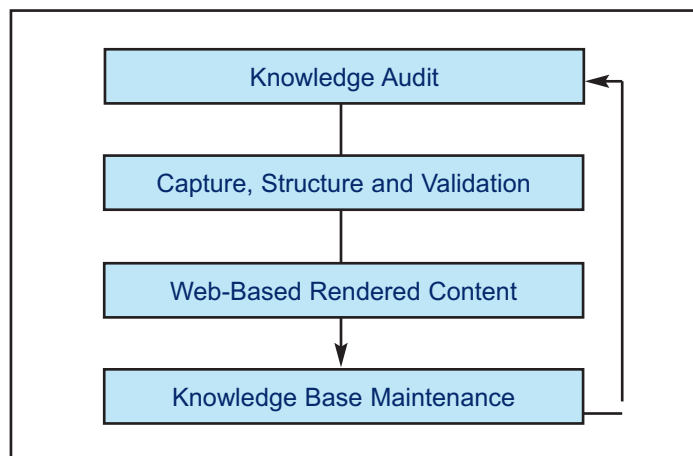 Knowledge Audit
Capture, Structure and Validation
Web-Based Rendered Content
Knowledge Base Maintenance